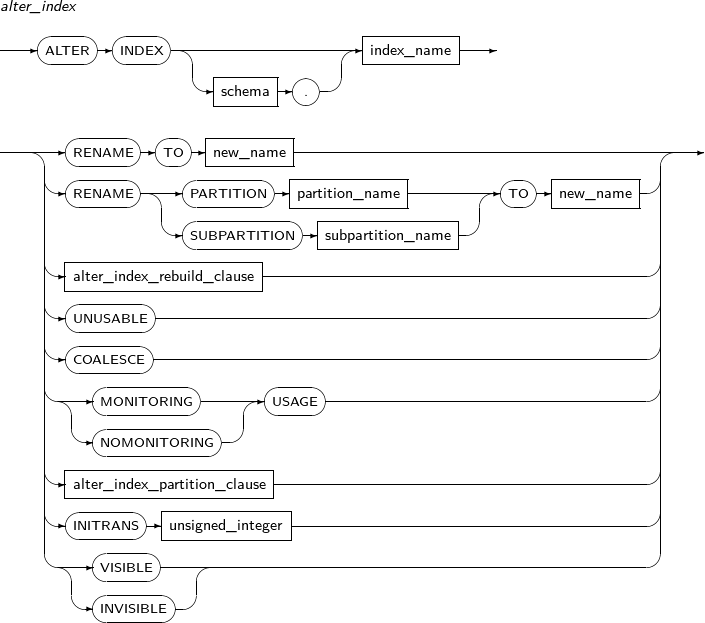 alter_index
ALTER INDEX index_name
schema .
RENAME TO new_name
RENAME PARTITION partition_name TO new_name
SUBPARTITION subpartition_name
alter_index_rebuild_clause
UNUSABLE
COALESCE
MONITORING USAGE
NOMONITORING
alter_index_partition_clause
INITRANS unsigned_integer
VISIBLE
INVISIBLE